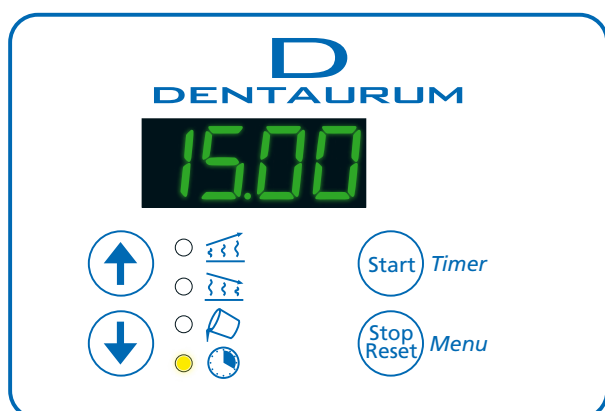 D
DENTAURUM
15.00
Start Timer
Stop
Reset Menu